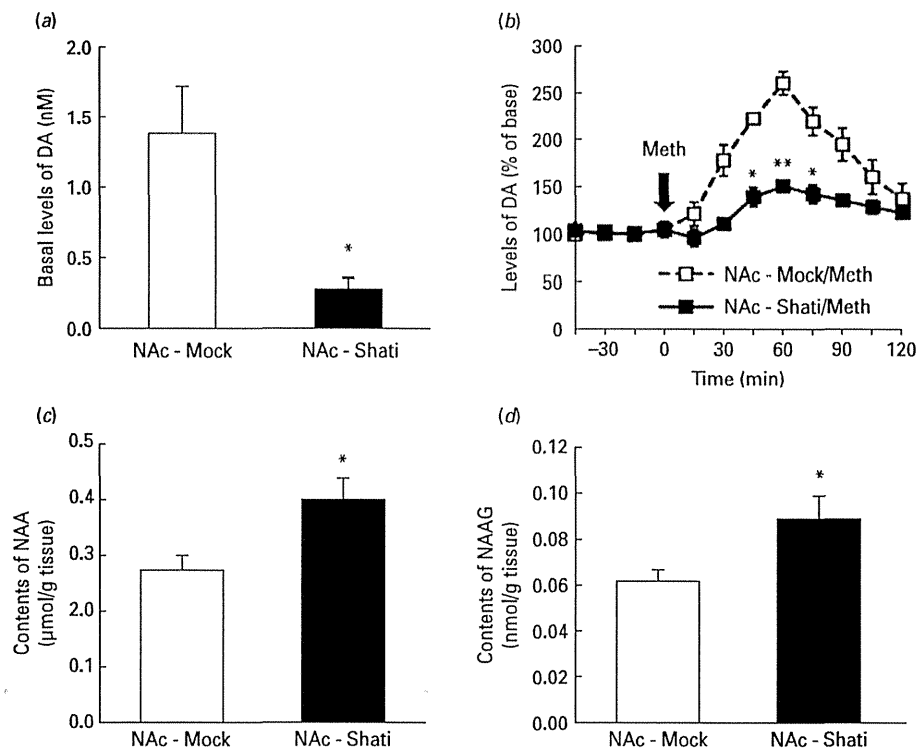 (a)
Basal levels of DA (nM)
2.0
1.5
1.0
0.5
0.0
*
NAc - Mock
NAc - Shati
(b)
Levels of DA (% of base)
300
250
200
150
100
50
0
Meth
*
**
*
NAc - Mock/Meth
NAc - Shati/Meth
–30
0
30
60
90
120
Time (min)
(c)
Contents of NAA
(μmol/g tissue)
0.5
0.4
0.3
2.0
0.1
0.0
*
NAc - Mock
NAc - Shati
(d)
Contents of NAAG
(nmol/g tissue)
0.12
0.10
0.08
0.06
0.04
0.02
0.00
*
NAc - Mock
NAc - Shati